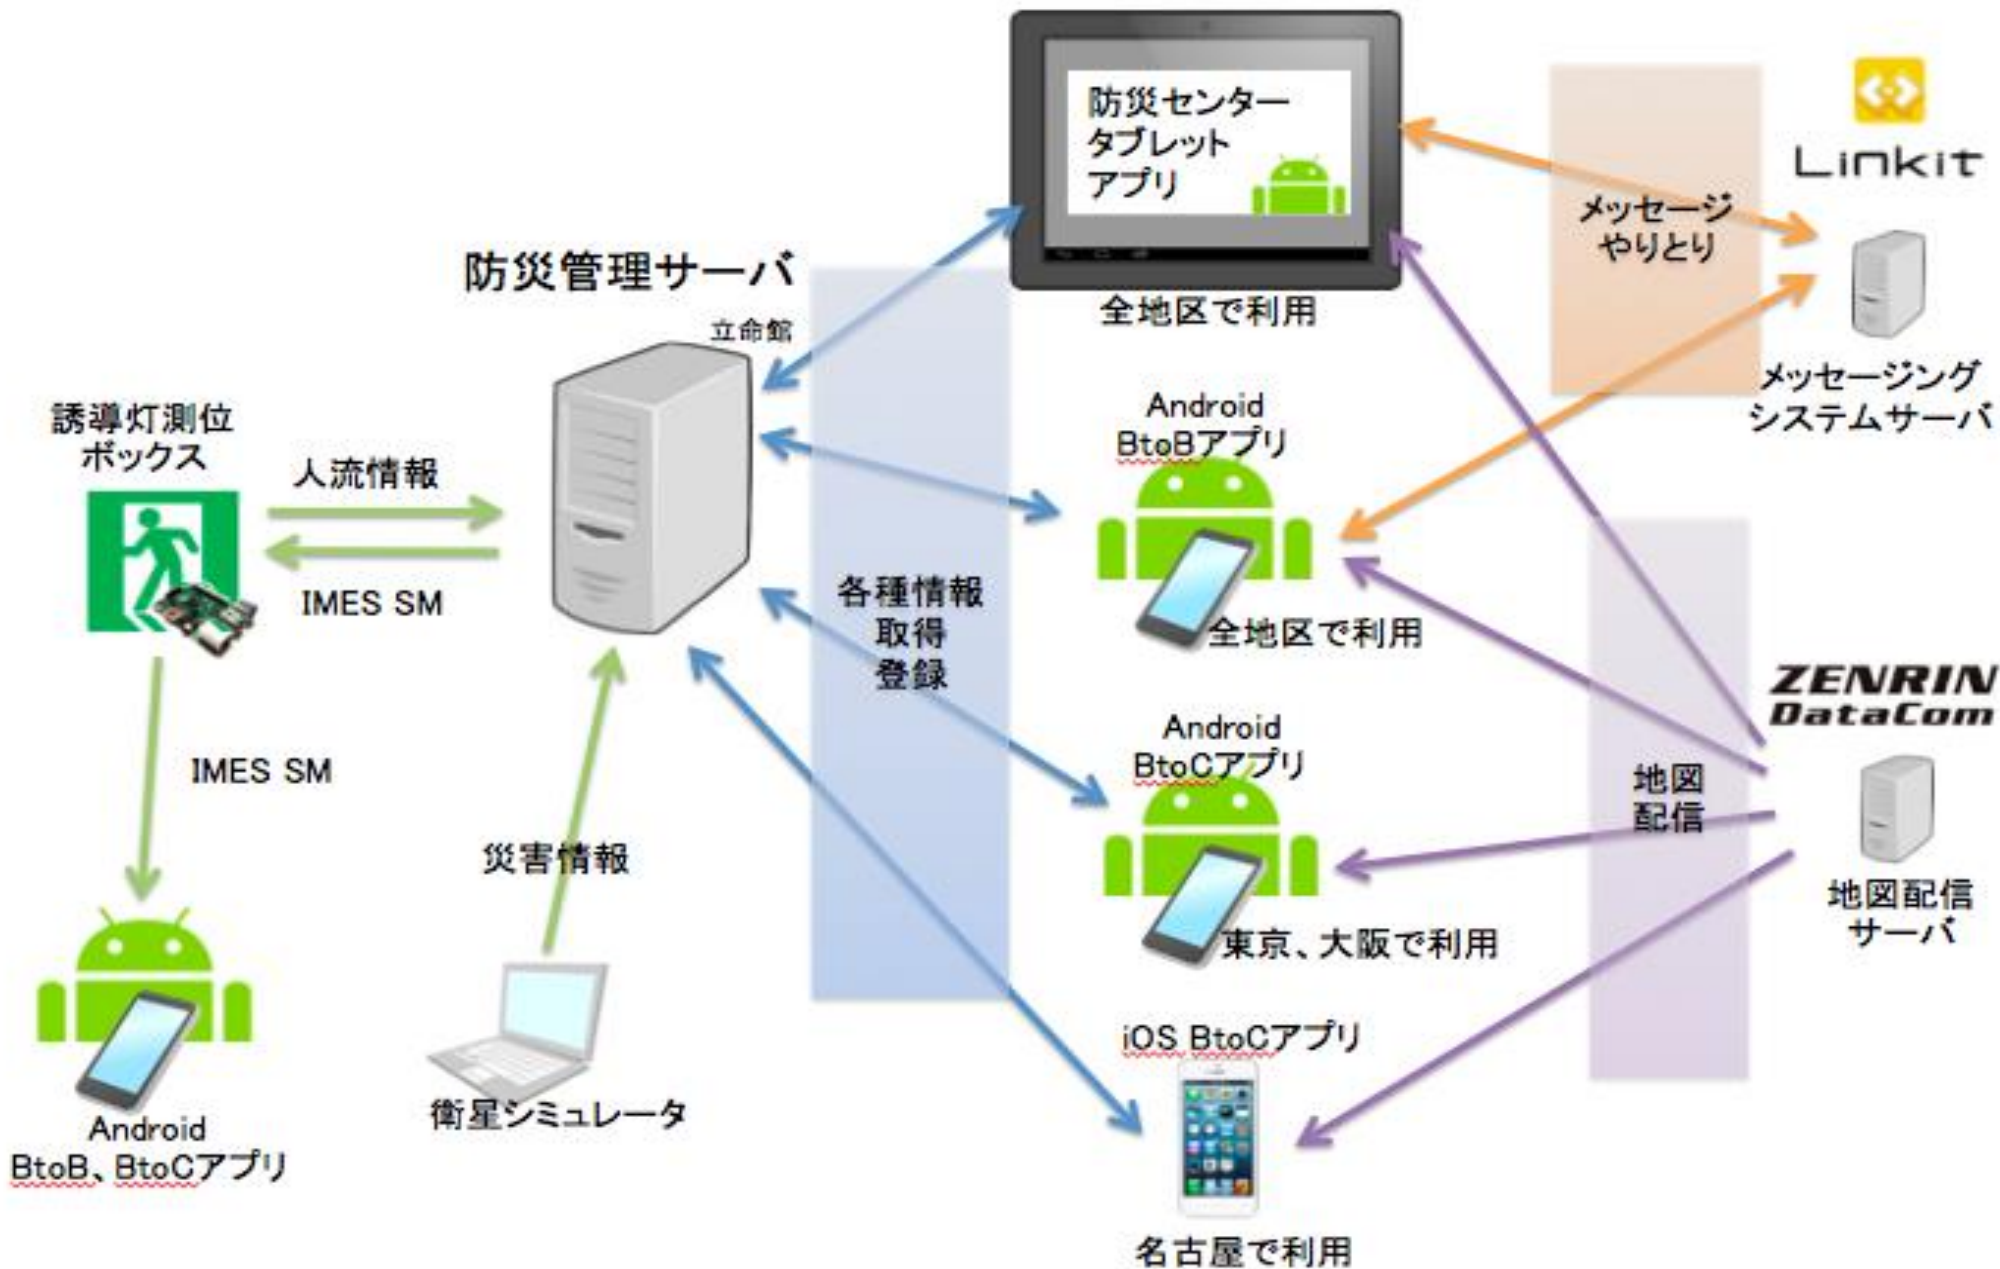 防災センター
タブレット
アプリ
全地区で利用
Linkit
メッセージ
やりとり
メッセージング
システムサーバ
防災管理サーバ
立命館
誘導灯測位
ボックス
人流情報
IMES SM
IMES SM
災害情報
衛星シミュレータ
Android
BtoB、BtoCアプリ
各種情報
取得
登録
Android
BtoBアプリ
全地区で利用
Android
BtoCアプリ
東京、大阪で利用
iOS BtoCアプリ
名古屋で利用
地図
配信
ZENRIN
DataCom
地図配信
サーバ